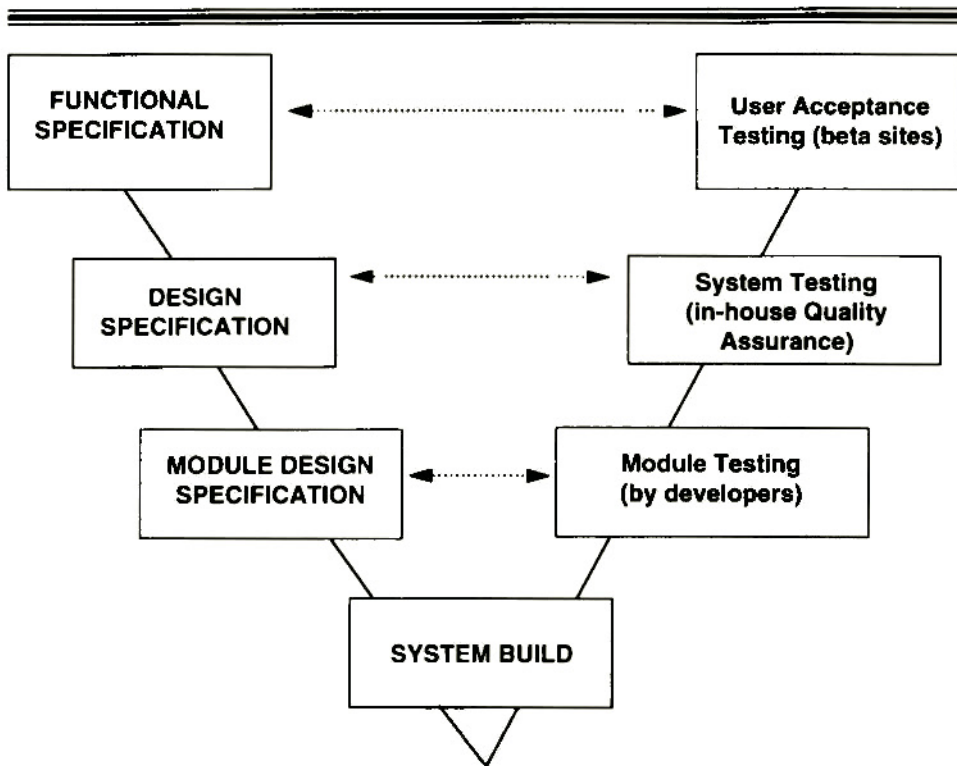 FUNCTIONAL
SPECIFICATION
User Acceptance
Testing (beta sites)
DESIGN
SPECIFICATION
System Testing
(in-house Quality
Assurance)
MODULE DESIGN
SPECIFICATION
Module Testing
(by developers)
SYSTEM BUILD